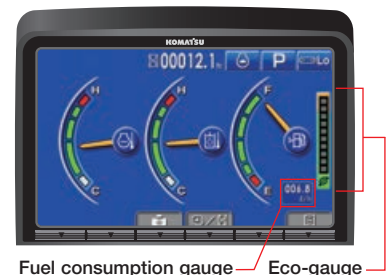 KOMATSU
00012.1h P Lo
H H F
C C E
006.8
ℓ/h
Fuel consumption gauge Eco-gauge